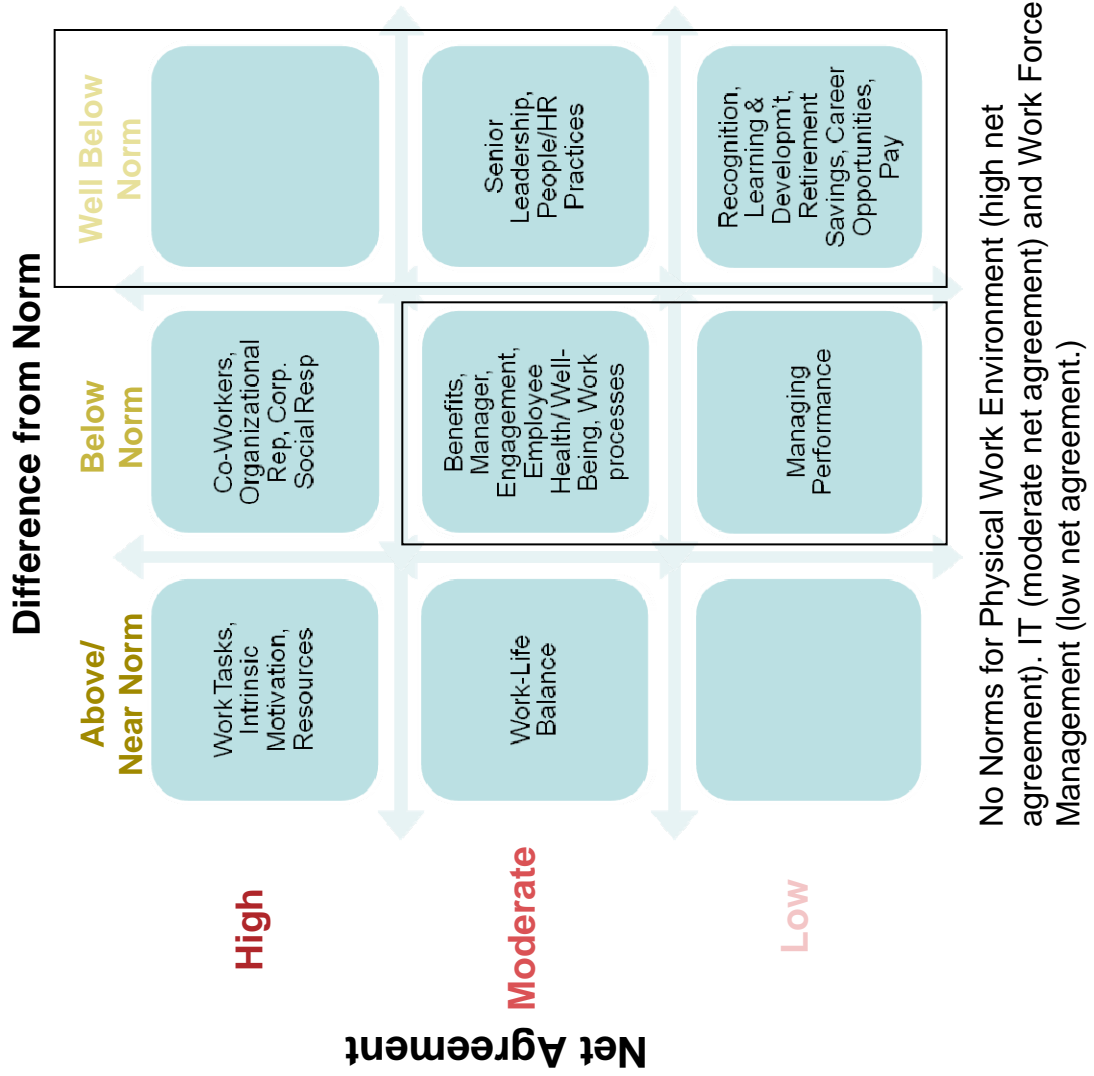 Difference from Norm
Above/
Near Norm
Below
Norm
Well Below
Norm
Net Agreement
High
Work Tasks,
Intrinsic
Motivation,
Resources
Co-Workers,
Organizational
Rep, Corp.
Social Resp
Moderate
Work-Life
Balance
Benefits,
Manager,
Engagement,
Employee
Health/ Well-
Being, Work
processes
Senior
Leadership,
People/HR
Practices
Low
Managing
Performance
Recognition,
Learning &
Developm't,
Retirement
Savings, Career
Opportunities,
Pay
No Norms for Physical Work Environment (high net
agreement). IT (moderate net agreement) and Work Force
Management (low net agreement.)